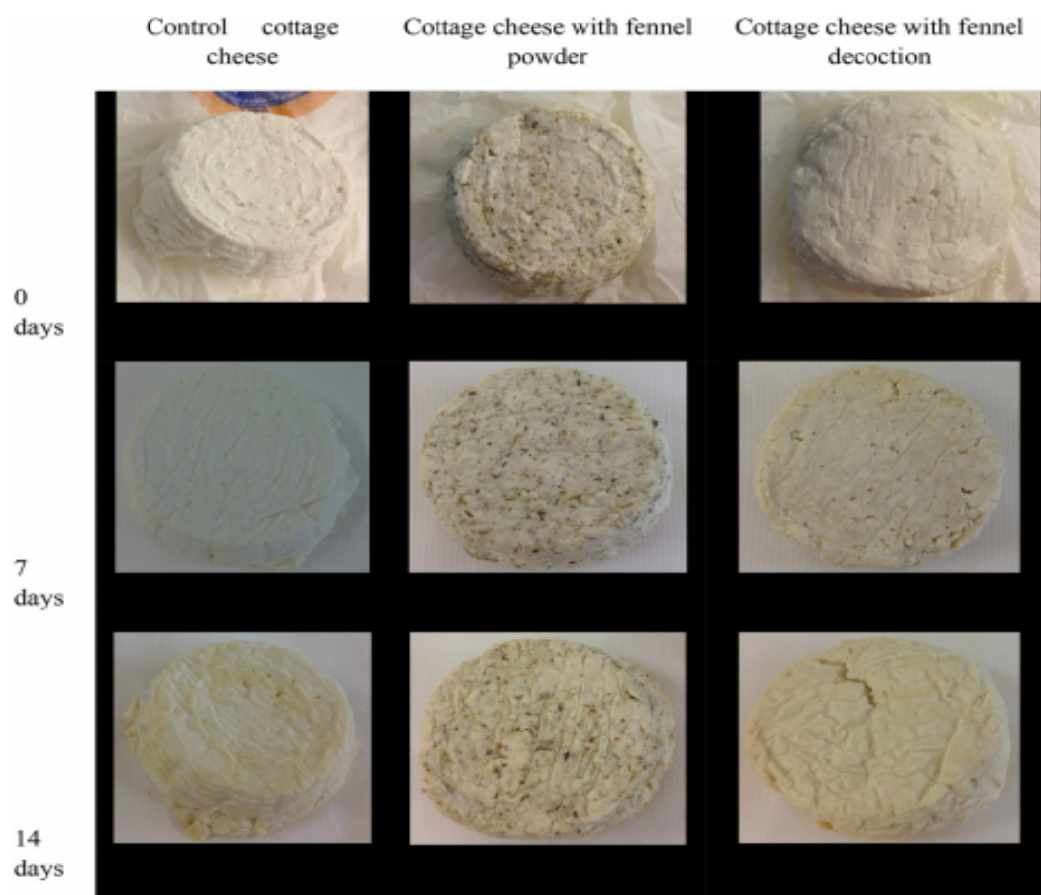 Control cottage
cheese
Cottage cheese with fennel
powder
Cottage cheese with fennel
decoction
0
days
7
days
14
days